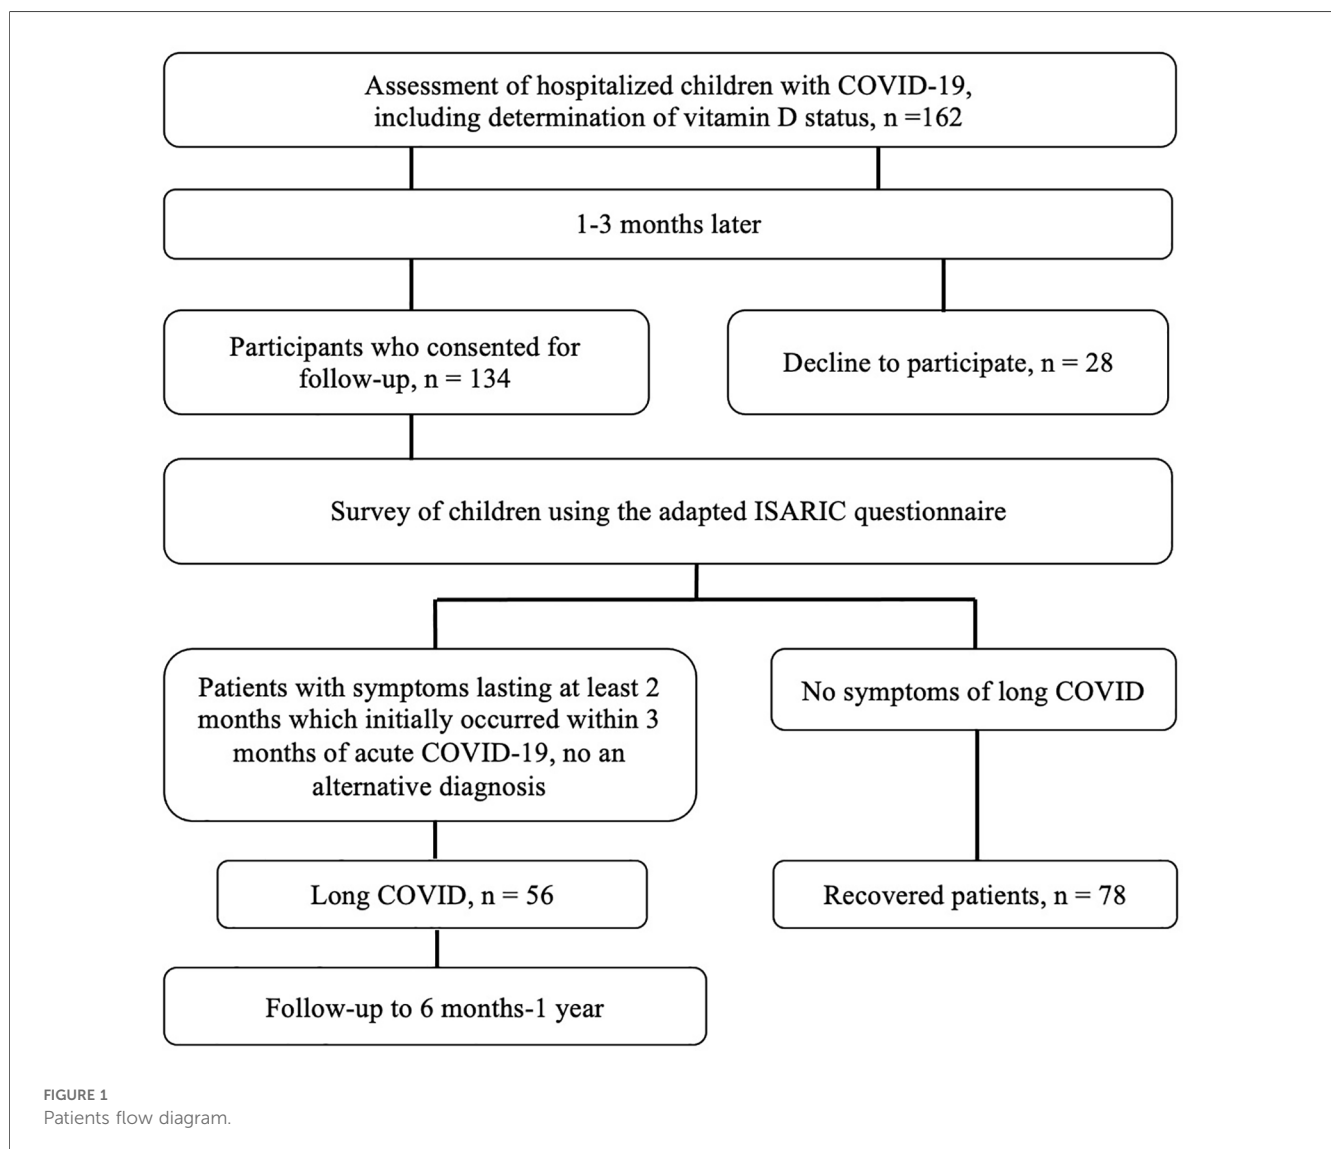 Assessment of hospitalized children with COVID-19,
including determination of vitamin D status, n =162
1-3 months later
Participants who consented for
follow-up, n = 134
Decline to participate, n = 28
Survey of children using the adapted ISARIC questionnaire
Patients with symptoms lasting at least 2
months which initially occurred within 3
months of acute COVID-19, no an
alternative diagnosis
No symptoms of long COVID
Long COVID, n = 56
Recovered patients, n = 78
Follow-up to 6 months-1 year
FIGURE 1
Patients flow diagram.